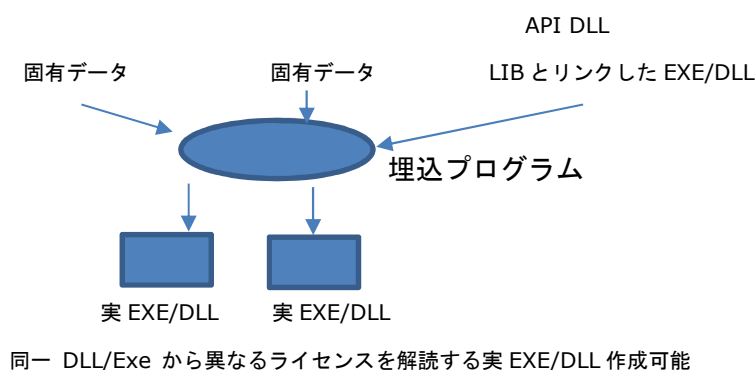 API DLL
固有データ
固有データ
LIB とリンクした EXE/DLL
埋込プログラム
実 EXE/DLL
実 EXE/DLL
同一 DLL/Exe から異なるライセンスを解読する実 EXE/DLL 作成可能